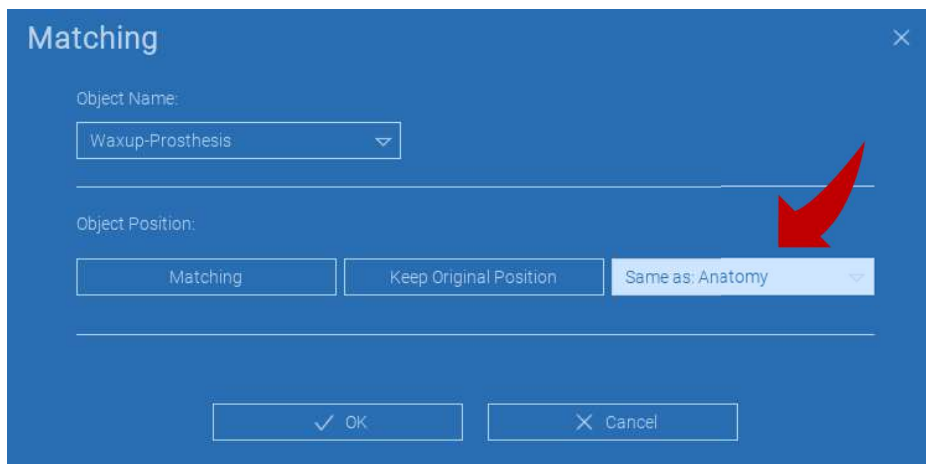 Matching
Object Name:
Waxup-Prosthesis
Object Position:
Matching Keep Original Position Same as: Anatomy
OK Cancel